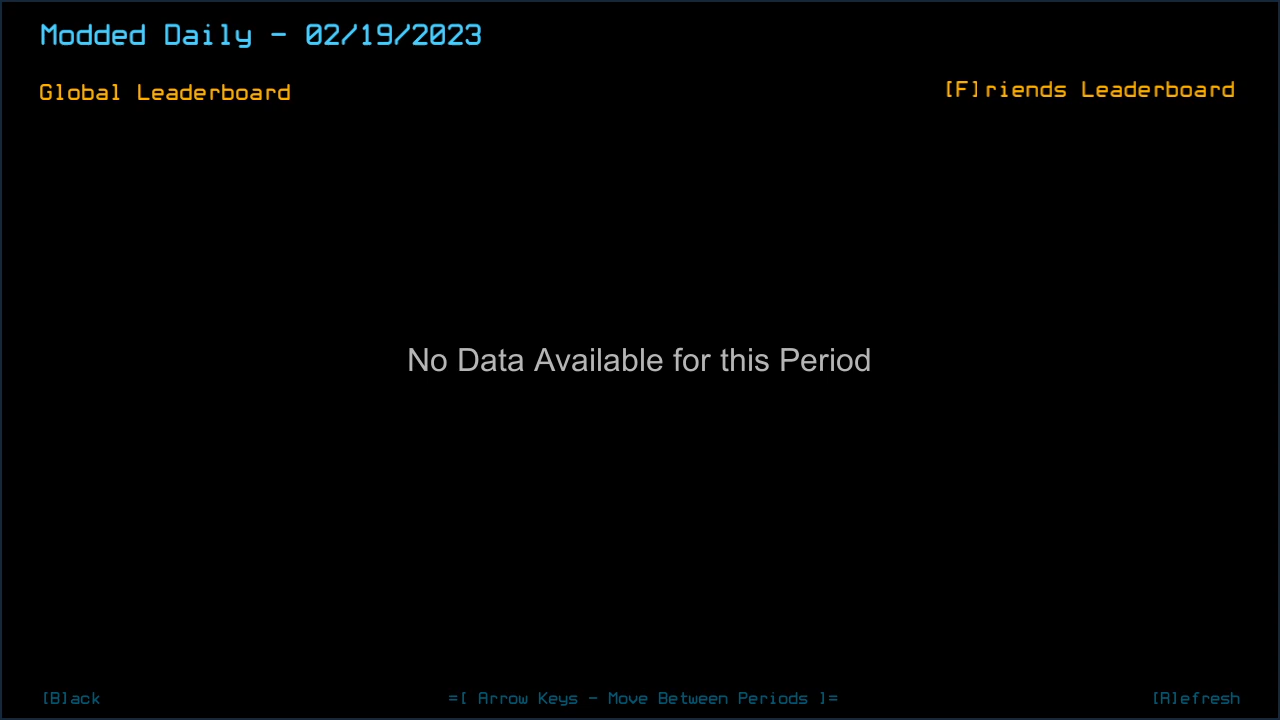 Modded Daily - 02/19/2023
Global Leaderboard
[F]riends Leaderboard
No Data Available for this Period
[B]ack
=[ Arrow Keys - Move Between Periods ]=
[R]efresh